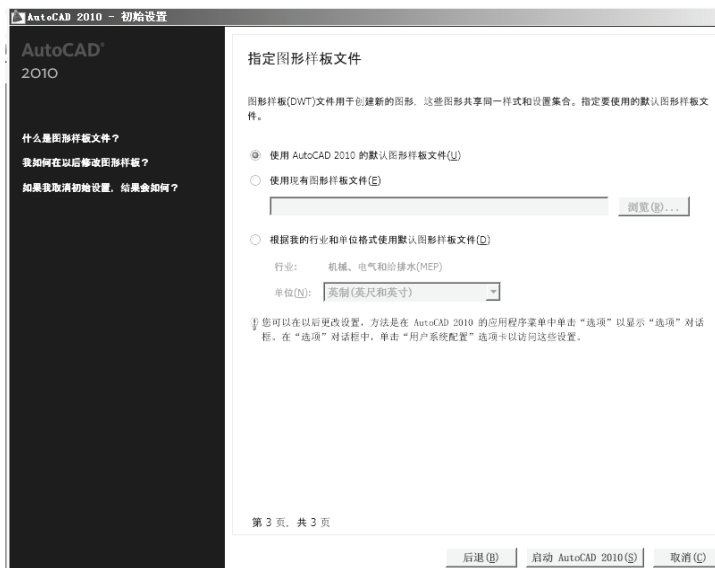 AutoCAD 2010 - 初始设置
AutoCAD®
2010
什么是图形样板文件？
我如何在以后修改图形样板？
如果我取消初始设置，结果会如何？
指定图形样板文件
图形样板(DWT)文件用于创建新的图形，这些图形共享同一样式和设置集合。指定要使用的默认图形样板文
件。
使用 AutoCAD 2010 的默认图形样板文件(U)
使用现有图形样板文件(E)
浏览(R)...
根据我的行业和单位格式使用默认图形样板文件(D)
行业: 机械、电气和给排水(MEP)
单位(N): 英制(英尺和英寸)
您可以在以后更改设置，方法是在 AutoCAD 2010 的应用程序菜单中单击“选项”以显示“选项”对话
框。在“选项”对话框中，单击“用户系统配置”选项卡以访问这些设置。
第 3 页，共 3 页
后退(B) 启动 AutoCAD 2010(S) 取消(C)